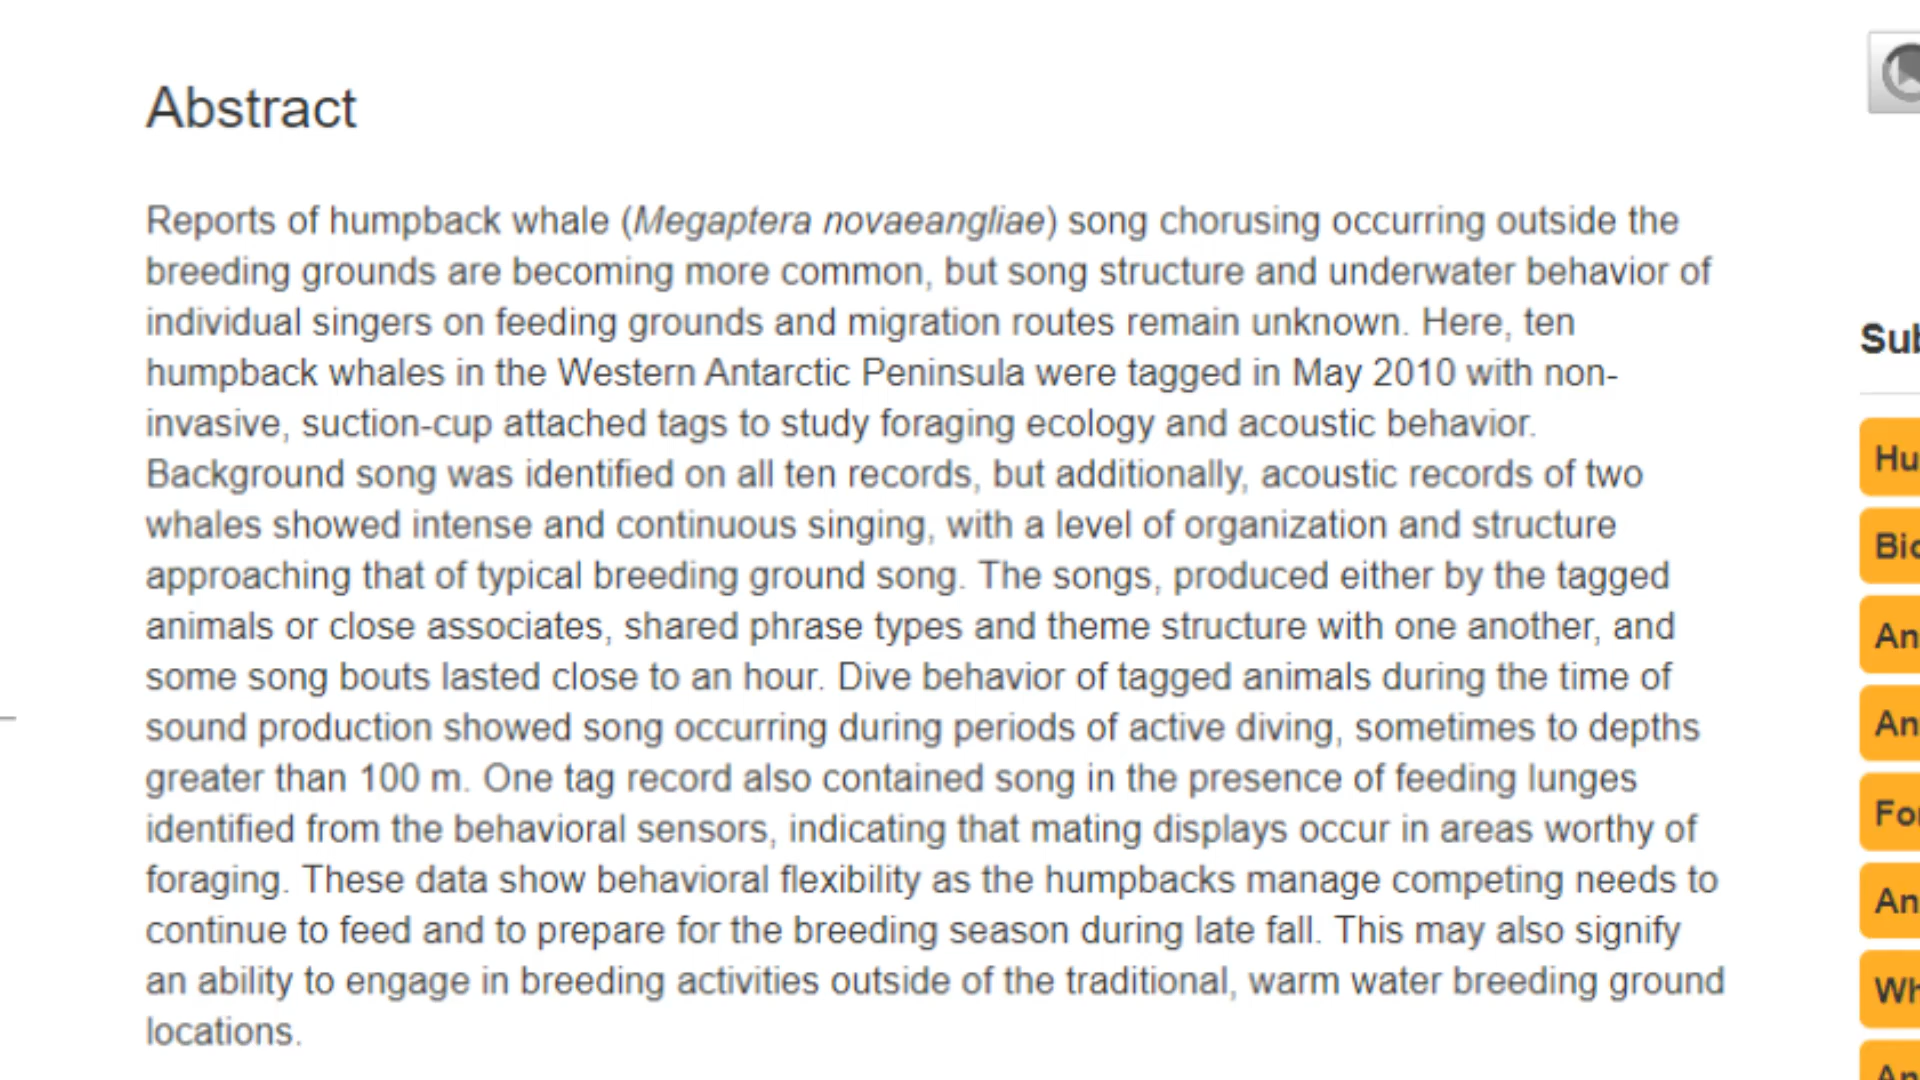 Abstract
Reports of humpback whale (Megaptera novaeangliae) song chorusing occurring outside the
breeding grounds are becoming more common, but song structure and underwater behavior of
individual singers on feeding grounds and migration routes remain unknown. Here, ten
humpback whales in the Western Antarctic Peninsula were tagged in May 2010 with non-
invasive, suction-cup attached tags to study foraging ecology and acoustic behavior.
Background song was identified on all ten records, but additionally, acoustic records of two
whales showed intense and continuous singing, with a level of organization and structure
approaching that of typical breeding ground song. The songs, produced either by the tagged
animals or close associates, shared phrase types and theme structure with one another, and
some song bouts lasted close to an hour. Dive behavior of tagged animals during the time of
sound production showed song occurring during periods of active diving, sometimes to depths
greater than 100 m. One tag record also contained song in the presence of feeding lunges
identified from the behavioral sensors, indicating that mating displays occur in areas worthy of
foraging. These data show behavioral flexibility as the humpbacks manage competing needs to
continue to feed and to prepare for the breeding season during late fall. This may also signify
an ability to engage in breeding activities outside of the traditional, warm water breeding ground
locations.
Sub
Hu
Bio
An
An
For
An
Wh
An